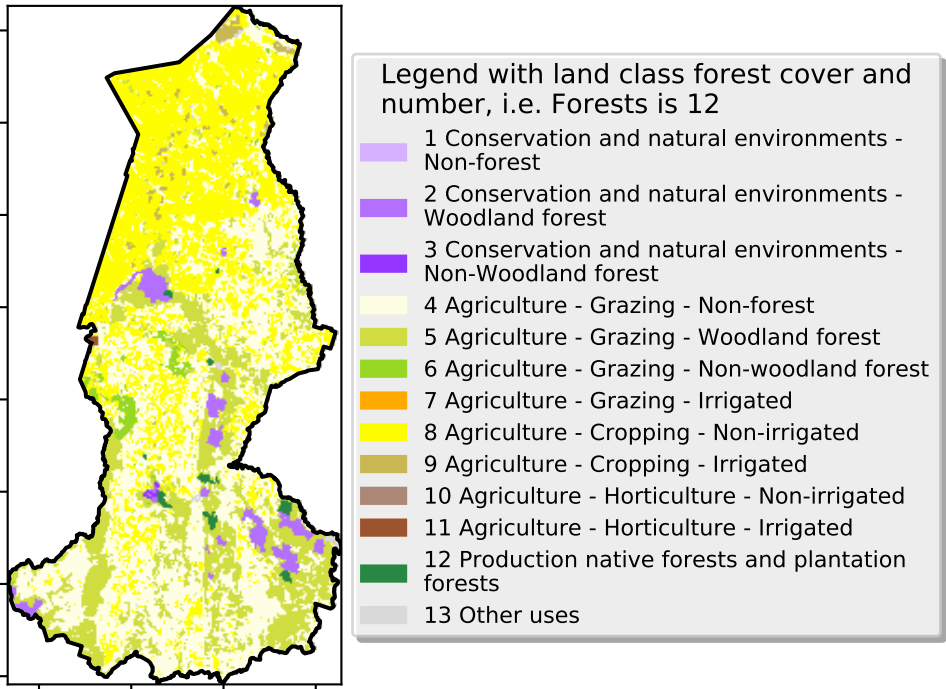 Legend with land class forest cover and
number, i.e. Forests is 12
1 Conservation and natural environments -
Non-forest
2 Conservation and natural environments -
Woodland forest
3 Conservation and natural environments -
Non-Woodland forest
4 Agriculture - Grazing - Non-forest
5 Agriculture - Grazing - Woodland forest
6 Agriculture - Grazing - Non-woodland forest
7 Agriculture - Grazing - Irrigated
8 Agriculture - Cropping - Non-irrigated
9 Agriculture - Cropping - Irrigated
10 Agriculture - Horticulture - Non-irrigated
11 Agriculture - Horticulture - Irrigated
12 Production native forests and plantation
forests
13 Other uses